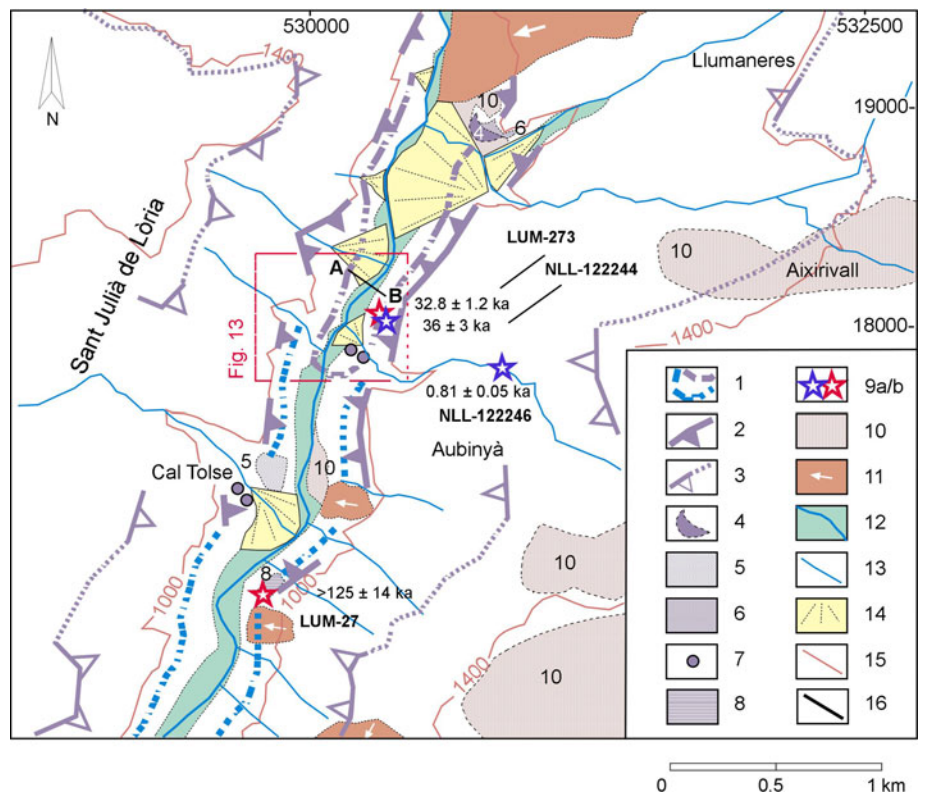 530000
532500
1400
Llumaneres
10
19000-
4
6
N
Sant Julià de Lòria
LUM-273
10
A
NLL-122244
Aixirivall
B
32.8 ± 1.2 ka
36 ± 3 ka
18000-
1400
Fig. 13
0.81 ± 0.05 ka
NLL-122246
Aubinyà
5
10
Cal Tolse
1000
8
>125 ± 14 ka
1000
LUM-27
10
1400
10
1
9a/b
2
10
3
11
4
12
5
13
6
14
7
15
8
16
0
0.5
1 km